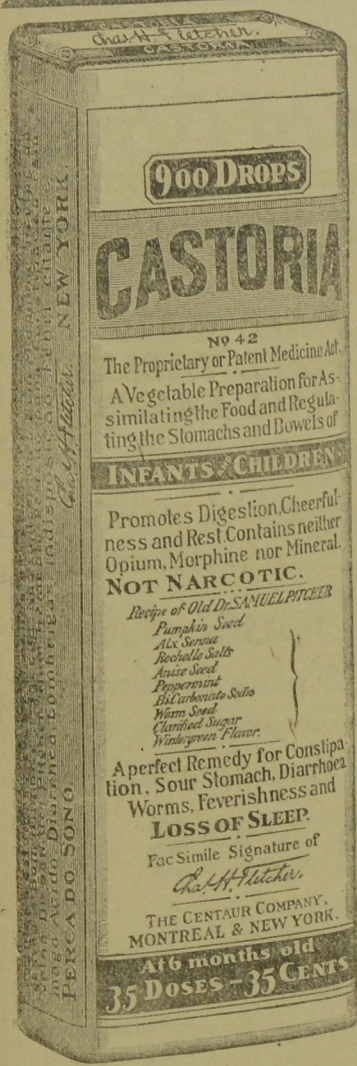 Chas. H. Fletcher.
CASTORIA
900 DROPS
CASTORIA
Nº 42
The Proprietary or Patent Medicine Act.
A Vegetable Preparation for As-
similating the Food and Regula-
ting the Stomachs and Bowels of
INFANTS & CHILDREN
Promotes Digestion, Cheerful-
ness and Rest. Contains neither
Opium, Morphine nor Mineral.
NOT NARCOTIC.
Recipe of Old Dr. SAMUEL PITCHER
Pumpkin Seed
Alx Senna
Rochelle Salts
Anise Seed
Peppermint
Bi Carbonate Soda
Worm Seed
Clarified Sugar
Wintergreen Flavor.
A perfect Remedy for Constipa-
tion, Sour Stomach, Diarrhoea
Worms, Feverishness and
LOSS OF SLEEP.
Fac Simile Signature of
Chas. H. Fletcher.
THE CENTAUR COMPANY,
MONTREAL & NEW YORK.
At 6 months old
35 DOSES – 35 CENTS
NEW YORK.
Chas. H. Fletcher.
PERCA DO SONO.